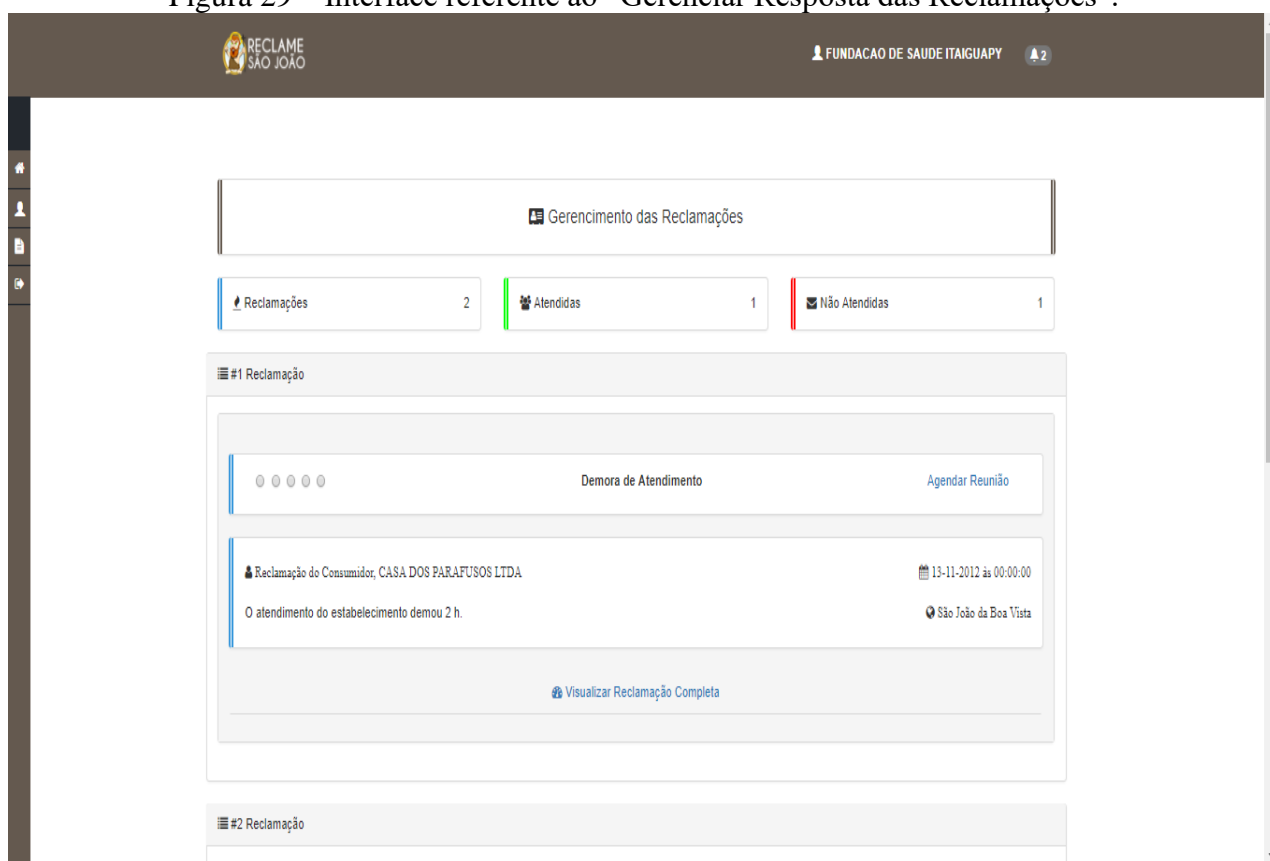 Figura 29 – Interface referente ao "Gerenciar Resposta das Reclamações".
RECLAME
SÃO JOÃO
FUNDACAO DE SAUDE ITAIGUAPY
2
Gerencimento das Reclamações
Reclamações 2
Atendidas 1
Não Atendidas 1
#1 Reclamação
Demora de Atendimento
Agendar Reunião
Reclamação do Consumidor, CASA DOS PARAFUSOS LTDA
13-11-2012 às 00:00:00
O atendimento do estabelecimento demou 2 h.
São João da Boa Vista
Visualizar Reclamação Completa
#2 Reclamação